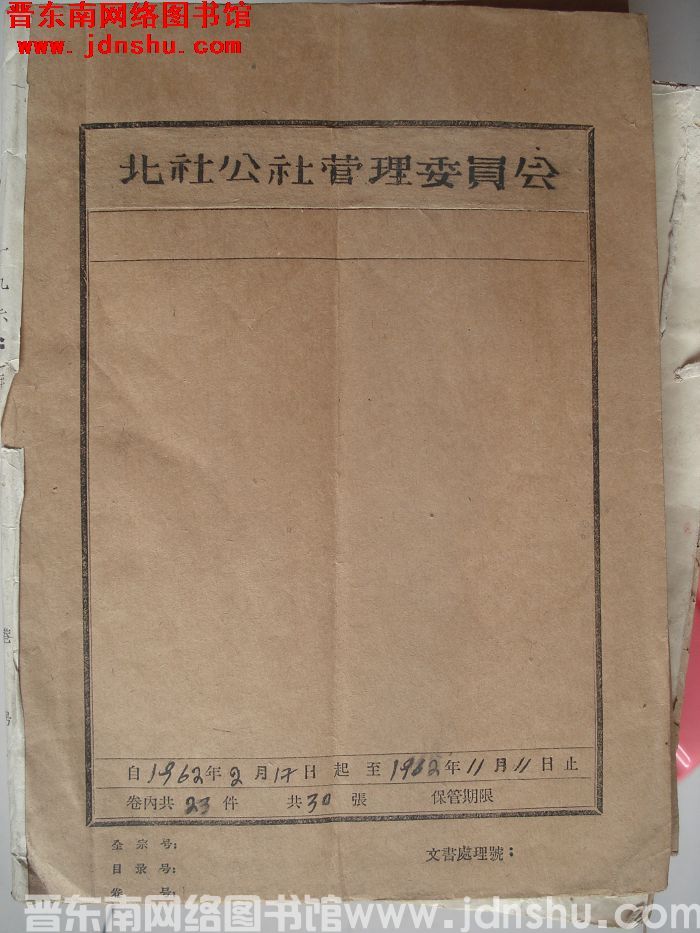 晋东南网络图书馆
www.jdnshu.com
北社公社管理委員会
自1962年2月17日起至1962年11月11日止
卷內共23件 共30張 保管期限
全宗号:
目录号:
文書處理號:
卷号:
晋东南网络图书馆www.jdnshu.com